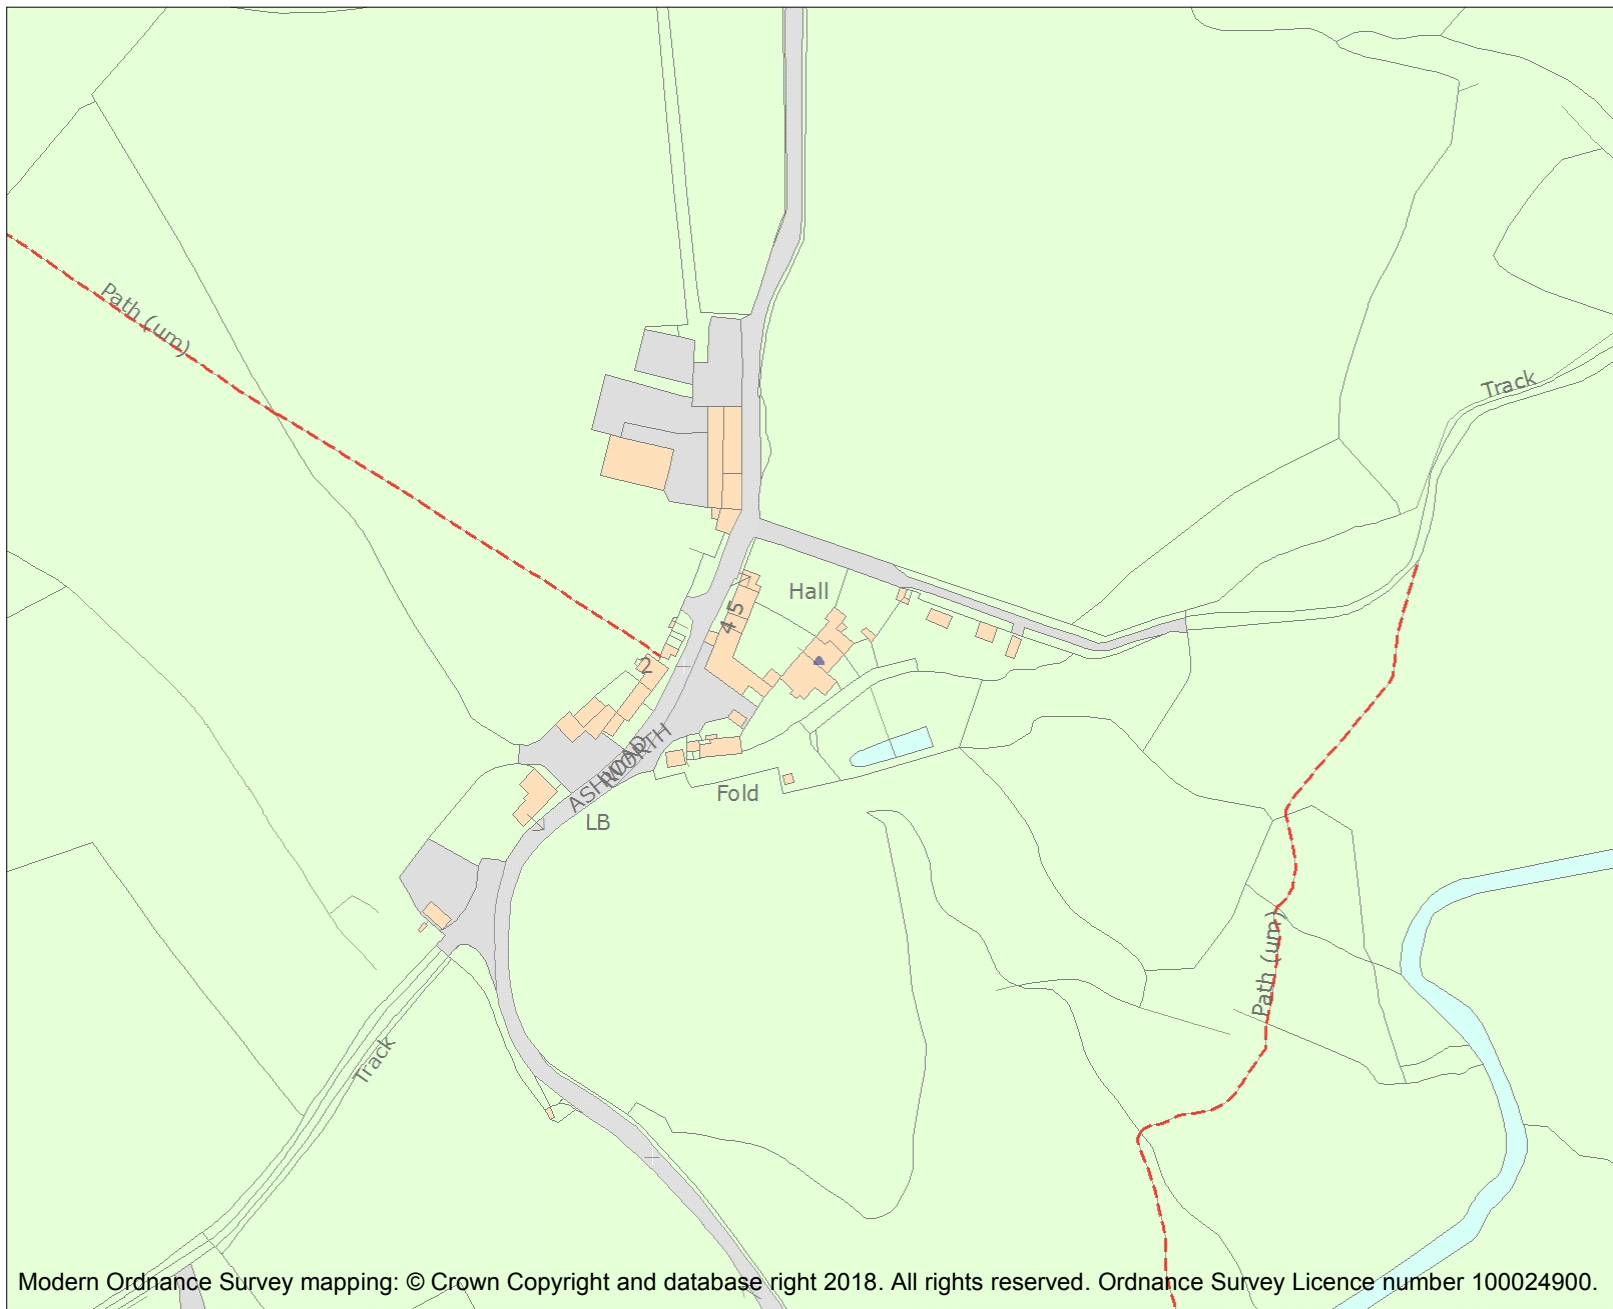 Path (um)
Track
Hall
4 5
2
ASHWORTH
ROAD
Fold
LB
Path (um)
Track
Modern Ordnance Survey mapping: © Crown Copyright and database right 2018. All rights reserved. Ordnance Survey Licence number 100024900.